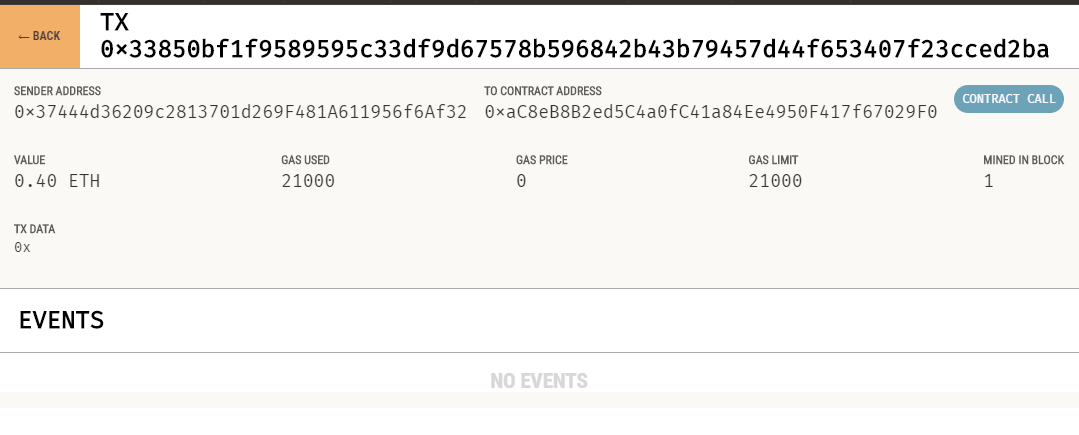 ← BACK
TX
0×33850bf1f9589595c33df9d67578b596842b43b79457d44f653407f23cced2ba
SENDER ADDRESS
0×37444d36209c2813701d269F481A611956f6Af32
TO CONTRACT ADDRESS
0×aC8eB8B2ed5C4a0fC41a84Ee4950F417f67029F0
CONTRACT CALL
VALUE
0.40 ETH
GAS USED
21000
GAS PRICE
0
GAS LIMIT
21000
MINED IN BLOCK
1
TX DATA
0x
EVENTS
NO EVENTS